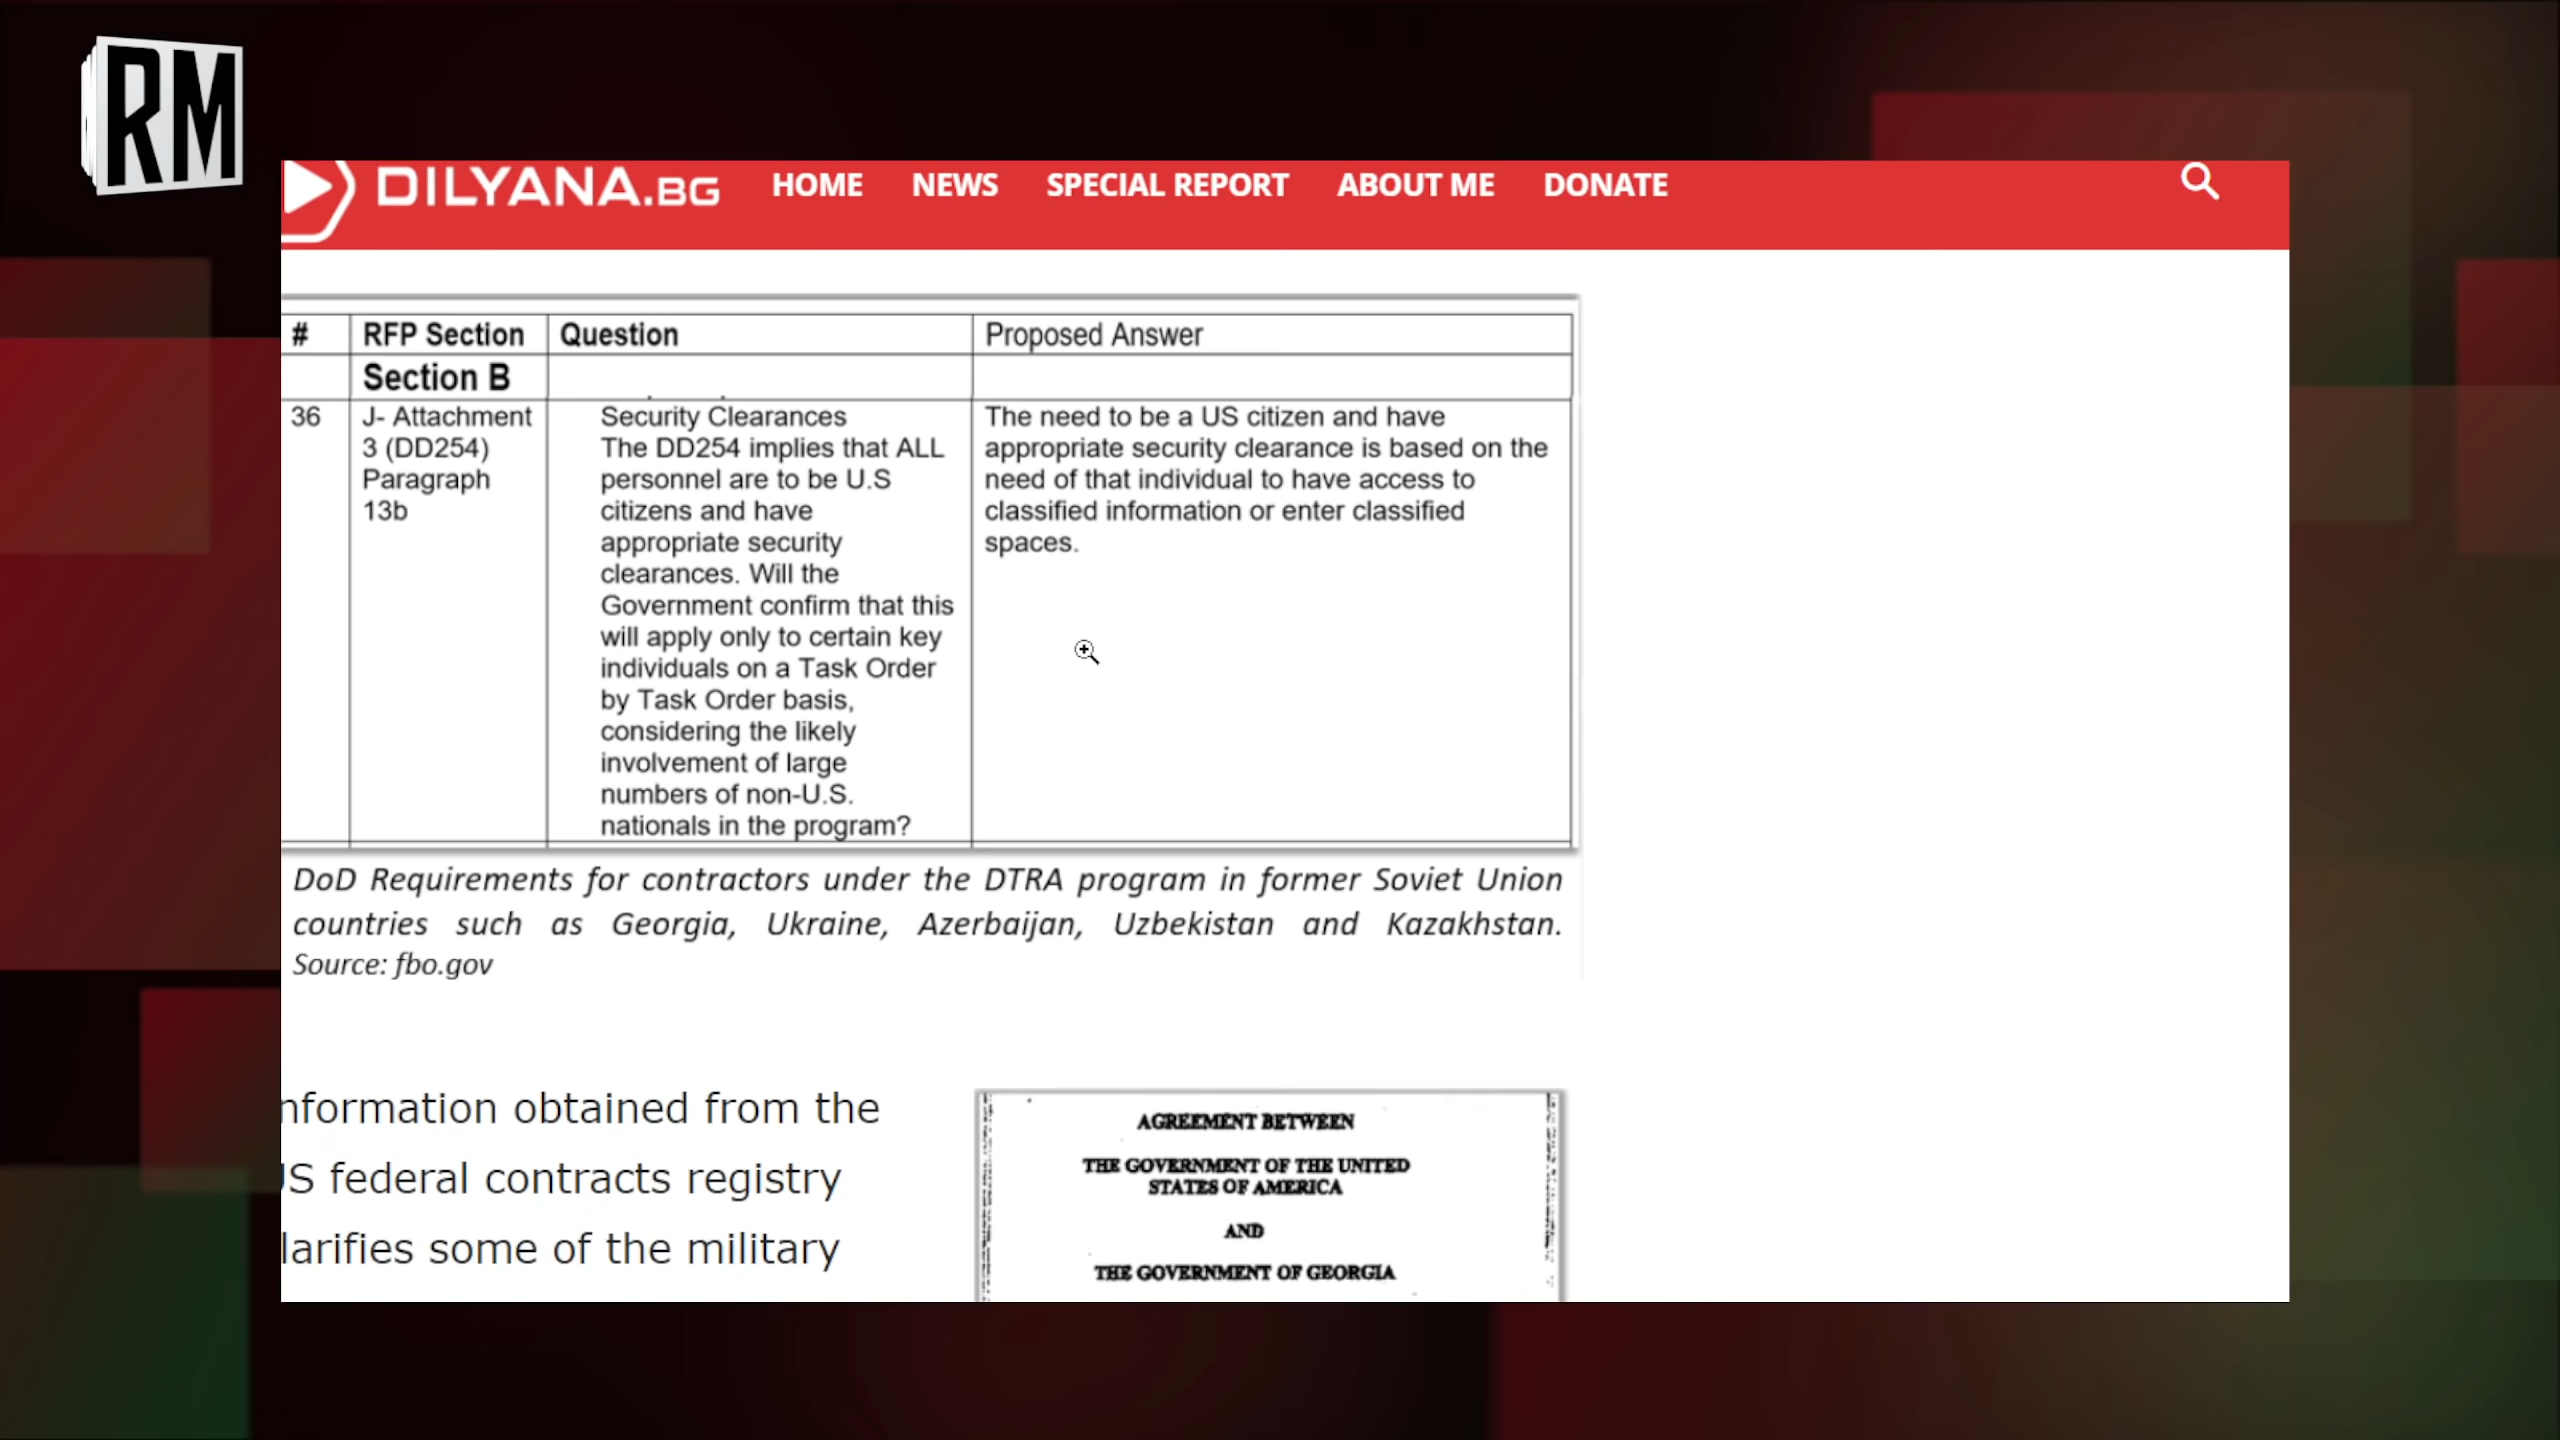 RM
DILYANA.BG HOME NEWS SPECIAL REPORT ABOUT ME DONATE
# RFP Section Question Proposed Answer
Section B
36 J- Attachment 3 (DD254) Paragraph 13b
Security Clearances
The DD254 implies that ALL
personnel are to be U.S
citizens and have
appropriate security
clearances. Will the
Government confirm that this
will apply only to certain key
individuals on a Task Order
by Task Order basis,
considering the likely
involvement of large
numbers of non-U.S.
nationals in the program?
The need to be a US citizen and have
appropriate security clearance is based on the
need of that individual to have access to
classified information or enter classified
spaces.
DoD Requirements for contractors under the DTRA program in former Soviet Union
countries such as Georgia, Ukraine, Azerbaijan, Uzbekistan and Kazakhstan.
Source: fbo.gov
nformation obtained from the
S federal contracts registry
larifies some of the military
AGREEMENT BETWEEN
THE GOVERNMENT OF THE UNITED
STATES OF AMERICA
AND
THE GOVERNMENT OF GEORGIA